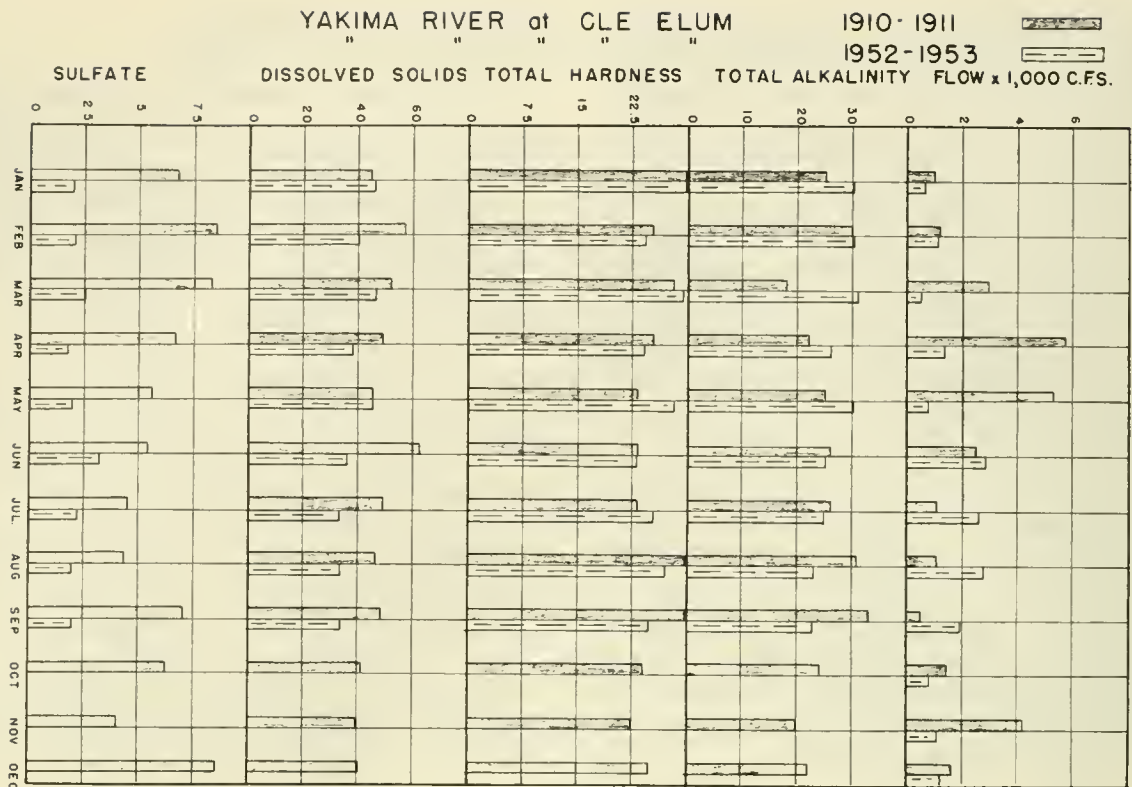 YAKIMA RIVER at CLE ELUM
" " " " "
1910-1911
1952-1953
SULFATE DISSOLVED SOLIDS TOTAL HARDNESS TOTAL ALKALINITY FLOW x 1,000 C.F.S.
0 2.5 5 7.5 0 20 40 60 0 7.5 15 22.5 0 10 20 30 0 2 4 6
JAN
FEB
MAR
APR
MAY
JUN
JUL
AUG
SEP
OCT
NOV
DEC